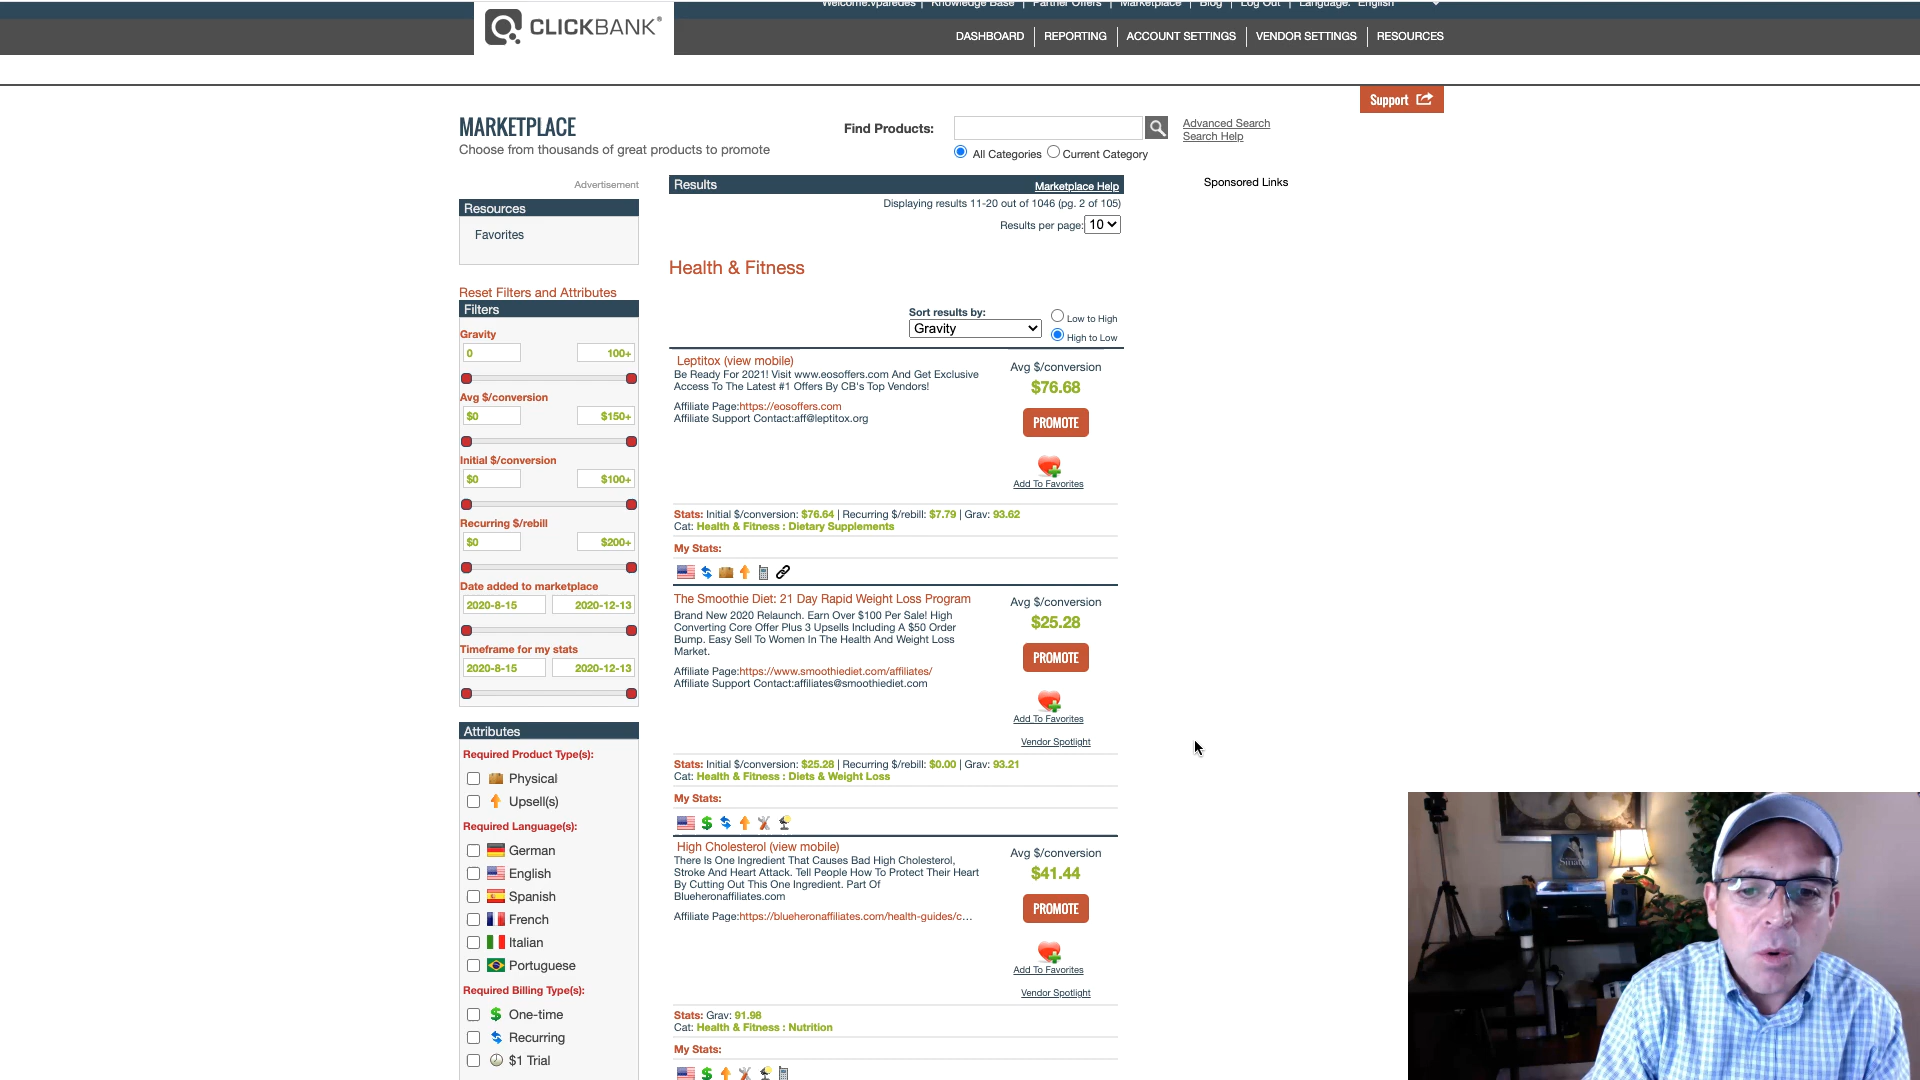 Welcome:vparedes | Knowledge Base | Partner Offers | Marketplace | Blog | Log Out | Language: English
CLICKBANK®
DASHBOARD | REPORTING | ACCOUNT SETTINGS | VENDOR SETTINGS | RESOURCES
Support
MARKETPLACE
Choose from thousands of great products to promote
Find Products:
Advanced Search
Search Help
All Categories Current Category
Advertisement
Resources
Favorites
Reset Filters and Attributes
Filters
Gravity
0 100+
Avg $/conversion
$0 $150+
Initial $/conversion
$0 $100+
Recurring $/rebill
$0 $200+
Date added to marketplace
2020-8-15 2020-12-13
Timeframe for my stats
2020-8-15 2020-12-13
Attributes
Required Product Type(s):
Physical
Upsell(s)
Required Language(s):
German
English
Spanish
French
Italian
Portuguese
Required Billing Type(s):
One-time
Recurring
$1 Trial
Results Marketplace Help
Displaying results 11-20 out of 1046 (pg. 2 of 105)
Results per page: 10
Health & Fitness
Sort results by:
Gravity
Low to High
High to Low
Leptitox (view mobile)
Be Ready For 2021! Visit www.eosoffers.com And Get Exclusive
Access To The Latest #1 Offers By CB's Top Vendors!
Affiliate Page:https://eosoffers.com
Affiliate Support Contact:aff@leptitox.org
Avg $/conversion
$76.68
PROMOTE
Add To Favorites
Stats: Initial $/conversion: $76.64 | Recurring $/rebill: $7.79 | Grav: 93.62
Cat: Health & Fitness : Dietary Supplements
My Stats:
The Smoothie Diet: 21 Day Rapid Weight Loss Program
Brand New 2020 Relaunch. Earn Over $100 Per Sale! High
Converting Core Offer Plus 3 Upsells Including A $50 Order
Bump. Easy Sell To Women In The Health And Weight Loss
Market.
Affiliate Page:https://www.smoothiediet.com/affiliates/
Affiliate Support Contact:affiliates@smoothiediet.com
Avg $/conversion
$25.28
PROMOTE
Add To Favorites
Vendor Spotlight
Stats: Initial $/conversion: $25.28 | Recurring $/rebill: $0.00 | Grav: 93.21
Cat: Health & Fitness : Diets & Weight Loss
My Stats:
High Cholesterol (view mobile)
There Is One Ingredient That Causes Bad High Cholesterol,
Stroke And Heart Attack. Tell People How To Protect Their Heart
By Cutting Out This One Ingredient. Part Of
Blueheronaffiliates.com
Affiliate Page:https://blueheronaffiliates.com/health-guides/c...
Avg $/conversion
$41.44
PROMOTE
Add To Favorites
Vendor Spotlight
Stats: Grav: 91.98
Cat: Health & Fitness : Nutrition
My Stats:
Sponsored Links
Sinatra